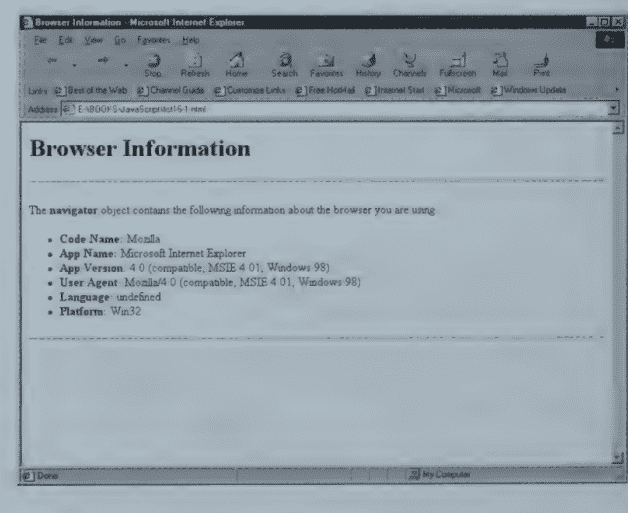 Browser Information - Microsoft Internet Explorer
File Edit View Go Favorites Help
Stop Refresh Home Search Favorites History Channels Fullscreen Mail Print
Links Best of the Web Channel Guide Customize Links Free HotMail Internet Start Microsoft Windows Update
Address
Browser Information
The navigator object contains the following information about the browser you are using
Code Name: Mozilla
App Name: Microsoft Internet Explorer
App Version: 4.0 (compatible, MSIE 4.01, Windows 98)
User Agent: Mozilla/4.0 (compatible, MSIE 4.01, Windows 98)
Language: undefined
Platform: Win32
Done My Computer